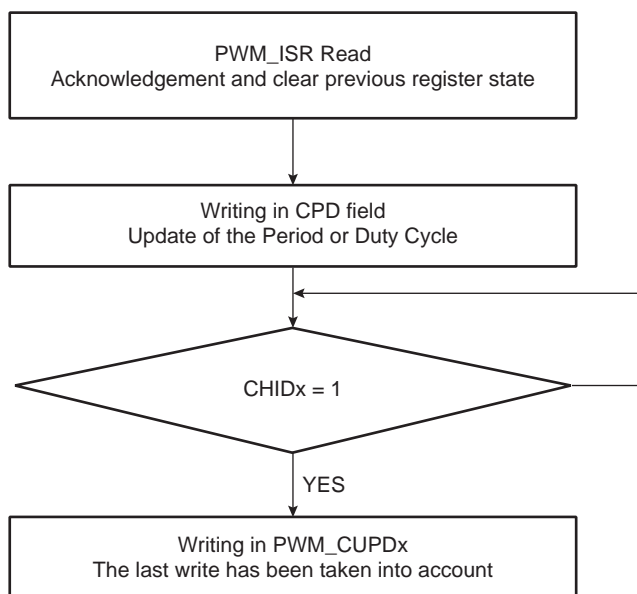 PWM_ISR Read
Acknowledgement and clear previous register state
Writing in CPD field
Update of the Period or Duty Cycle
CHIDx = 1
YES
Writing in PWM_CUPDx
The last write has been taken into account